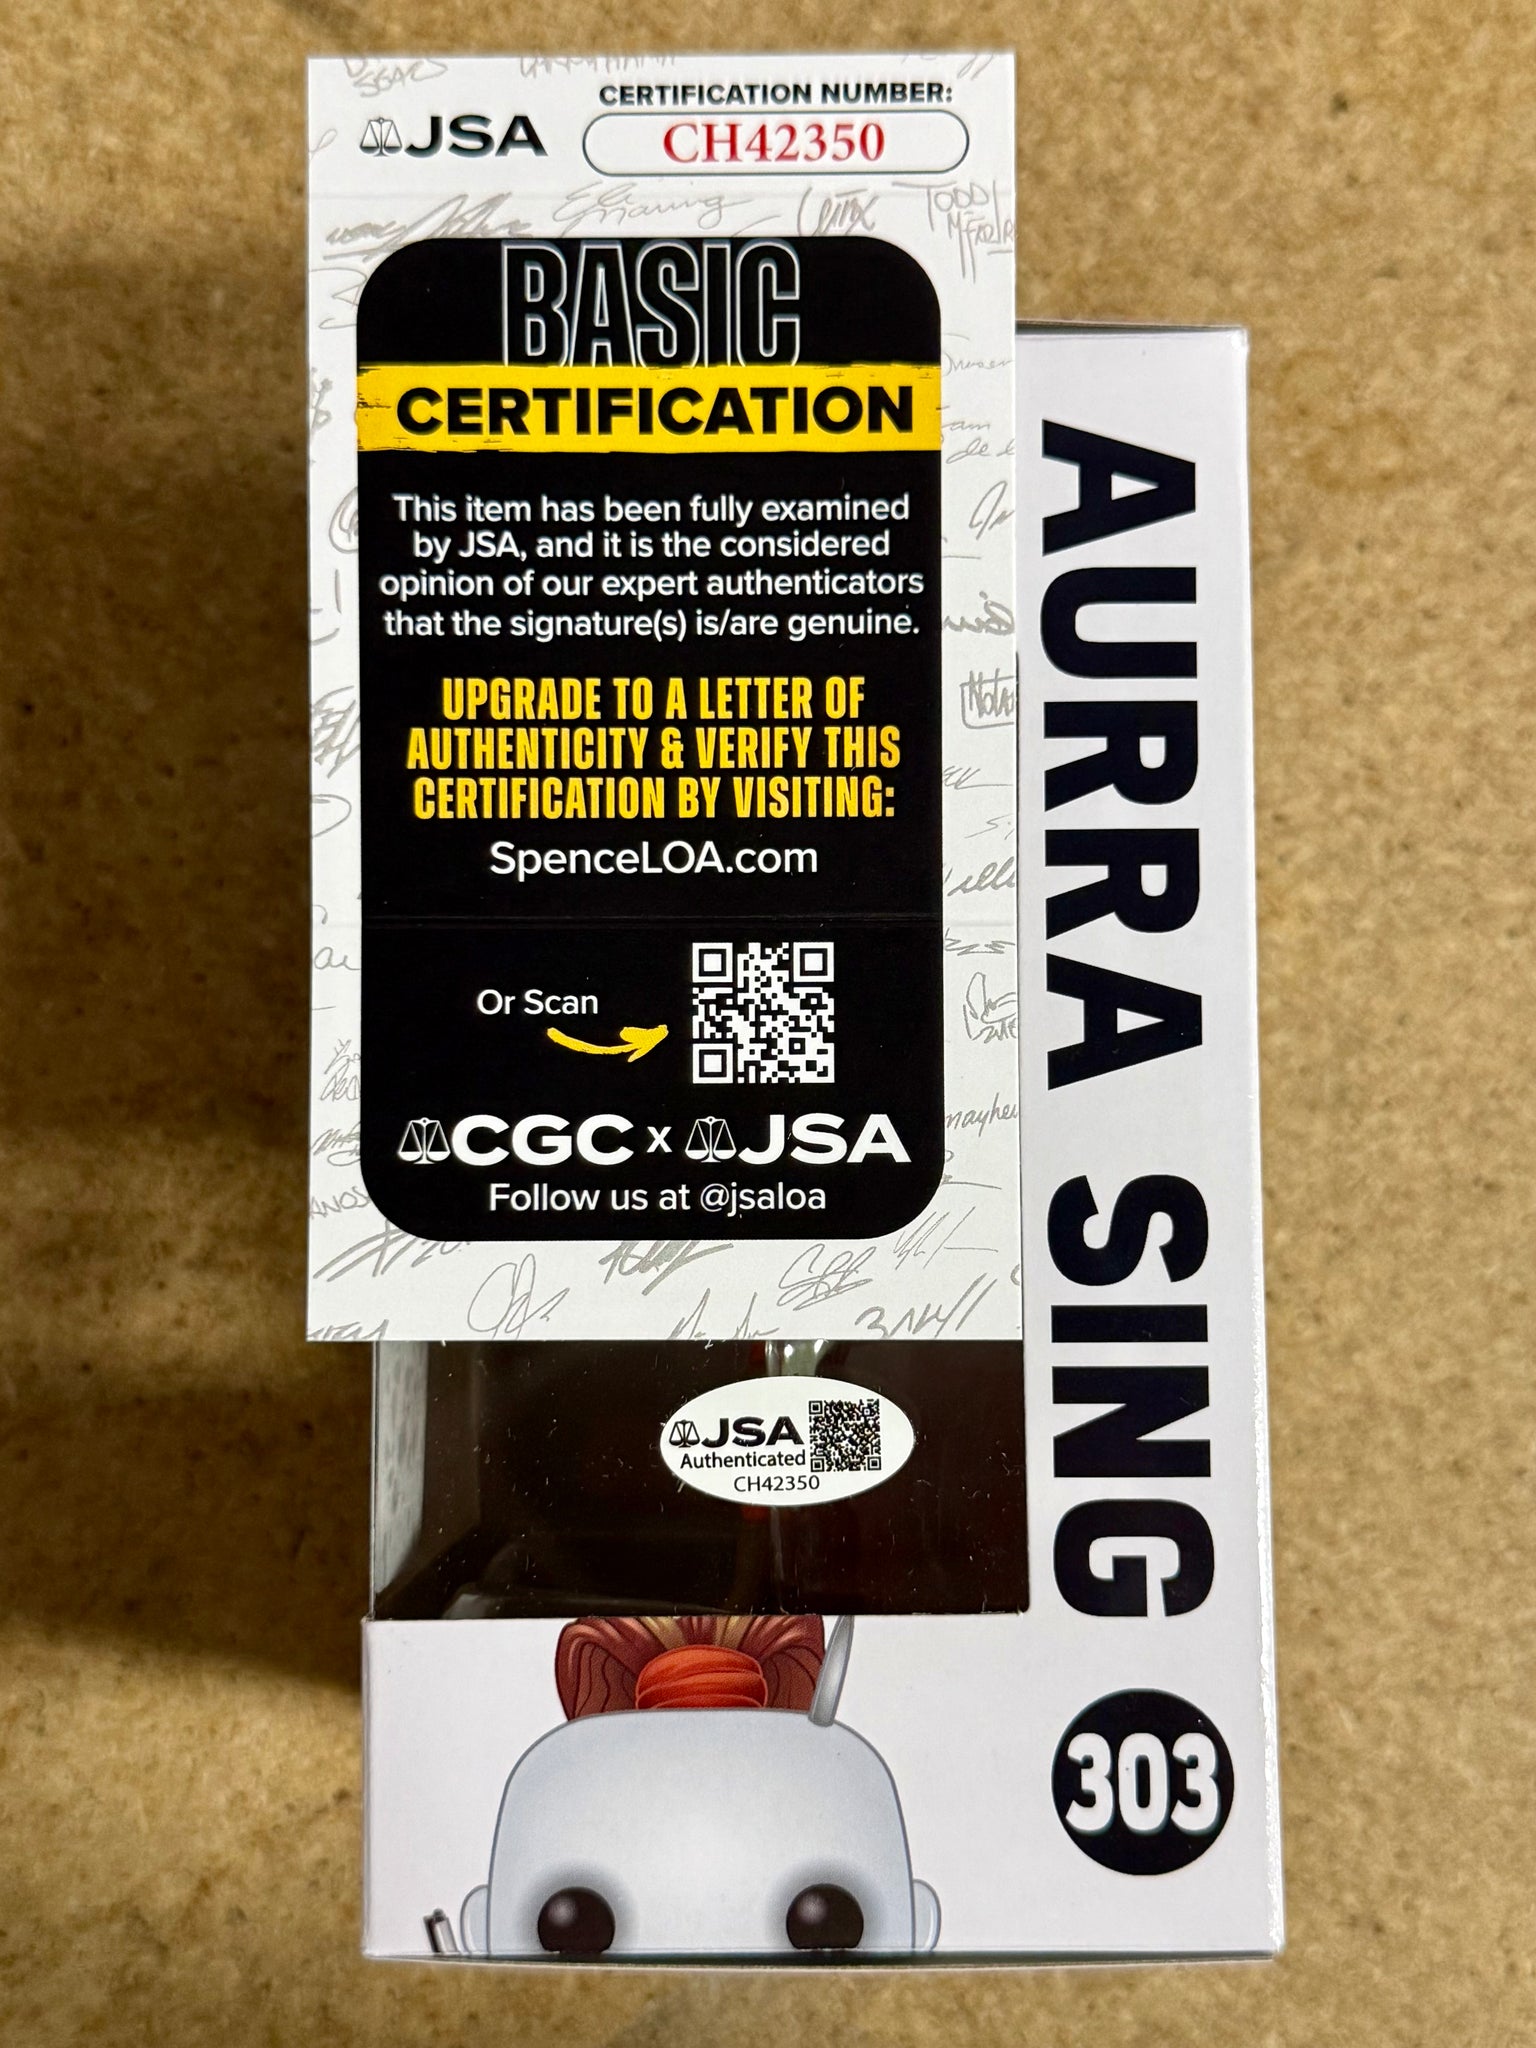 JSA
CERTIFICATION NUMBER:
CH42350
BASIC
CERTIFICATION
This item has been fully examined
by JSA, and it is the considered
opinion of our expert authenticators
that the signature(s) is/are genuine.
UPGRADE TO A LETTER OF
AUTHENTICITY & VERIFY THIS
CERTIFICATION BY VISITING:
SpenceLOA.com
Or Scan
CGC x JSA
Follow us at @jsaloa
JSA
Authenticated
CH42350
AURRA SING
303